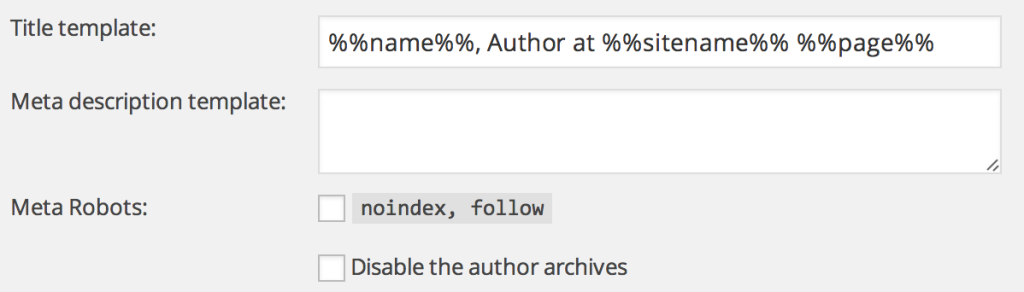 Title template: %%name%%, Author at %%sitename%% %%page%%
Meta description template:
Meta Robots: noindex, follow
Disable the author archives